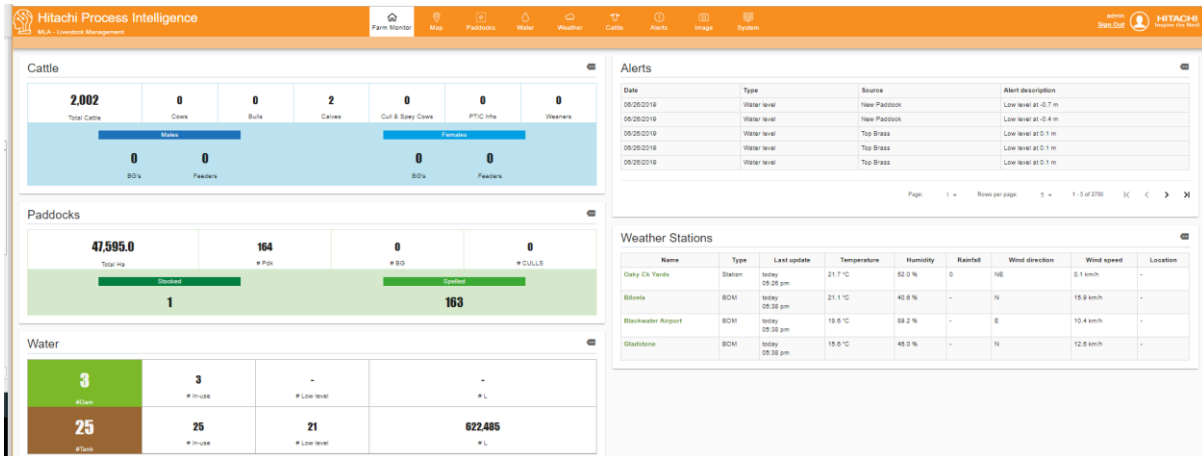 Hitachi Process Intelligence
MLA - Livestock Management
Farm Monitor Map Paddocks Water Weather Cattle Alerts Image System
admin
Sign Out
HITACHI
Inspire the Next
Cattle
2,002 0 0 2 0 0 0
Total Cattle Cows Bulls Calves Cull & Spey Cows PTIC hfrs Weaners
Males Females
0 0 0 0
BG's Feeders BG's Feeders
Paddocks
47,595.0 164 0 0
Total Ha # Pdk # BG # CULLS
Stocked Spelled
1 163
Water
3 3 - -
#Dam # In-use # Low level # L
25 25 21 622,485
#Tank # In-use # Low level # L
Alerts
Date Type Source Alert description
06/26/2019 Water level New Paddock Low level at -0.7 m
06/26/2019 Water level New Paddock Low level at -0.4 m
06/26/2019 Water level Top Brass Low level at 0.1 m
06/26/2019 Water level Top Brass Low level at 0.1 m
06/26/2019 Water level Top Brass Low level at 0.1 m
Page: 1 Rows per page: 5 1 - 5 of 2700
Weather Stations
Name Type Last update Temperature Humidity Rainfall Wind direction Wind speed Location
Oaky Ck Yards Station today 21.7 °C 52.0 % 0 NE 0.1 km/h -
05:26 pm
Biloela BOM today 21.1 °C 40.6 % - N 15.9 km/h -
05:38 pm
Blackwater Airport BOM today 18.6 °C 89.2 % - E 10.4 km/h -
05:38 pm
Gladstone BOM today 15.6 °C 46.0 % - N 12.6 km/h -
05:38 pm